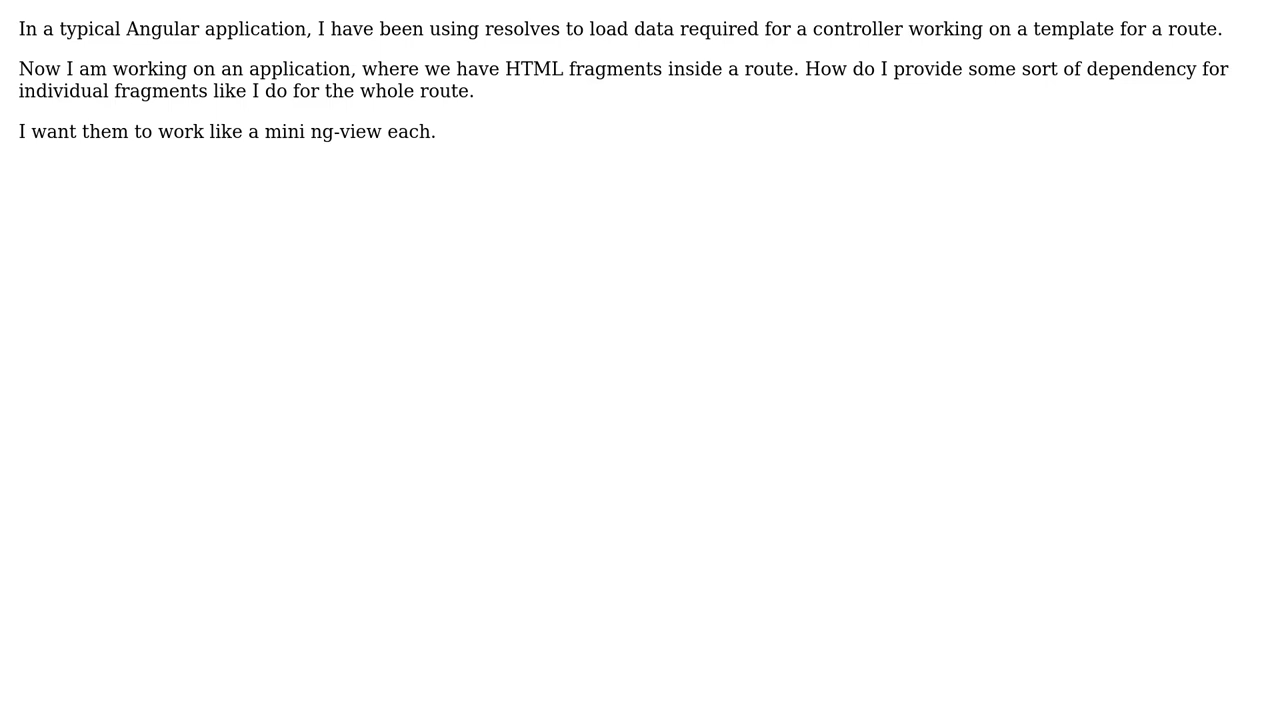 In a typical Angular application, I have been using resolves to load data required for a controller working on a template for a route.
Now I am working on an application, where we have HTML fragments inside a route. How do I provide some sort of dependency for
individual fragments like I do for the whole route.
I want them to work like a mini ng-view each.